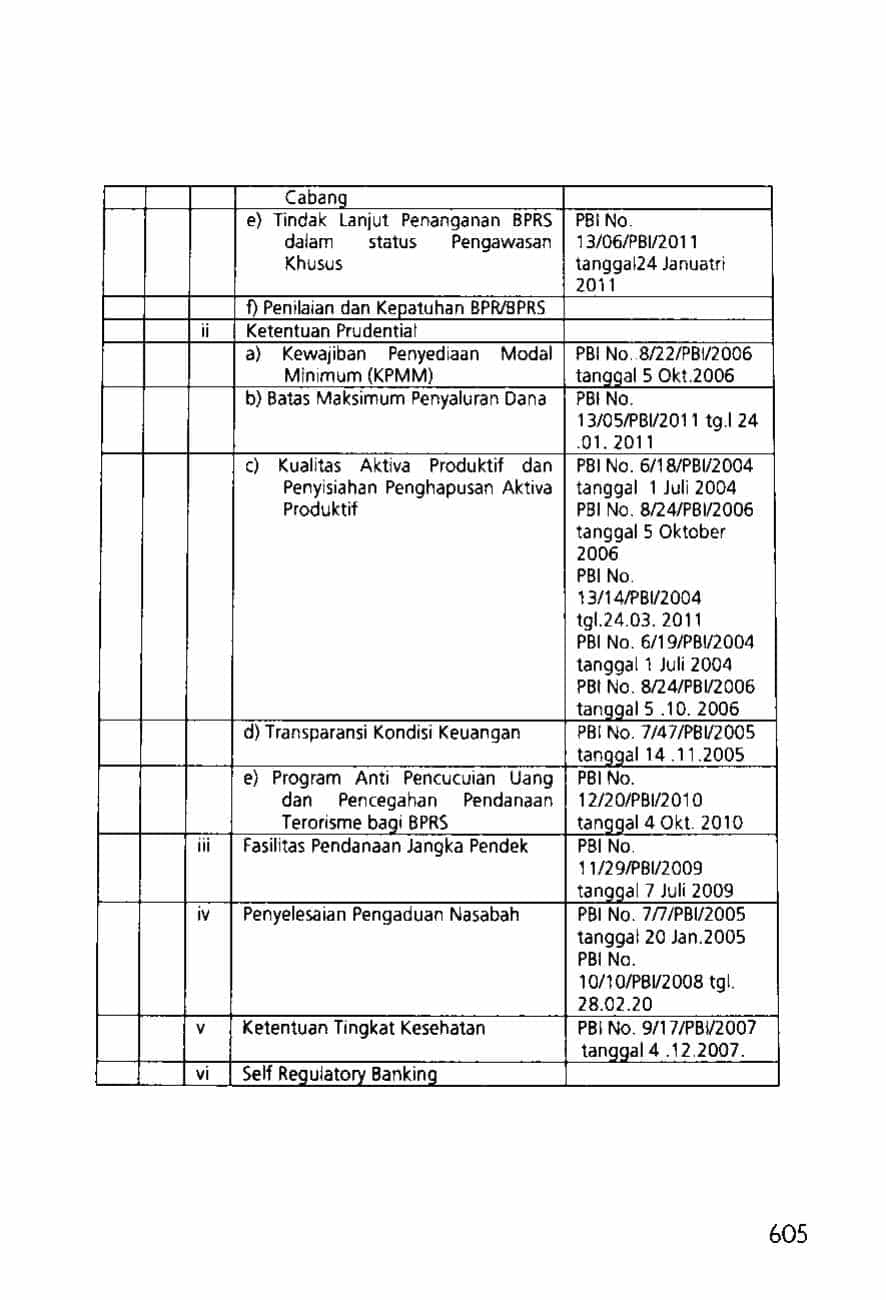 Cabang
e) Tindak Lanjut Penanganan BPRS PBI No.
dalam status Pengawasan 13/06/PBI/2011
Khusus tanggal24 Januatri
2011
f) Penilaian dan Kepatuhan BPR/BPRS
ii Ketentuan Prudential
a) Kewajiban Penyediaan Modal PBI No. 8/22/PBI/2006
Minimum (KPMM) tanggal 5 Okt.2006
b) Batas Maksimum Penyaluran Dana PBI No.
13/05/PBI/2011 tg.l 24
.01. 2011
c) Kualitas Aktiva Produktif dan PBI No. 6/18/PBI/2004
Penyisiahan Penghapusan Aktiva tanggal 1 Juli 2004
Produktif PBI No. 8/24/PBI/2006
tanggal 5 Oktober
2006
PBI No.
13/14/PBI/2004
tgl.24.03. 2011
PBI No. 6/19/PBI/2004
tanggal 1 Juli 2004
PBI No. 8/24/PBI/2006
tanggal 5 .10. 2006
d) Transparansi Kondisi Keuangan PBI No. 7/47/PBI/2005
tanggal 14 .11.2005
e) Program Anti Pencucuian Uang PBI No.
dan Pencegahan Pendanaan 12/20/PBI/2010
Terorisme bagi BPRS tanggal 4 Okt. 2010
iii Fasilitas Pendanaan Jangka Pendek PBI No.
11/29/PBI/2009
tanggal 7 Juli 2009
iv Penyelesaian Pengaduan Nasabah PBI No. 7/7/PBI/2005
tanggal 20 Jan.2005
PBI No.
10/10/PBI/2008 tgl.
28.02.20
v Ketentuan Tingkat Kesehatan PBI No. 9/17/PBI/2007
tanggal 4 .12.2007.
vi Self Regulatory Banking
605